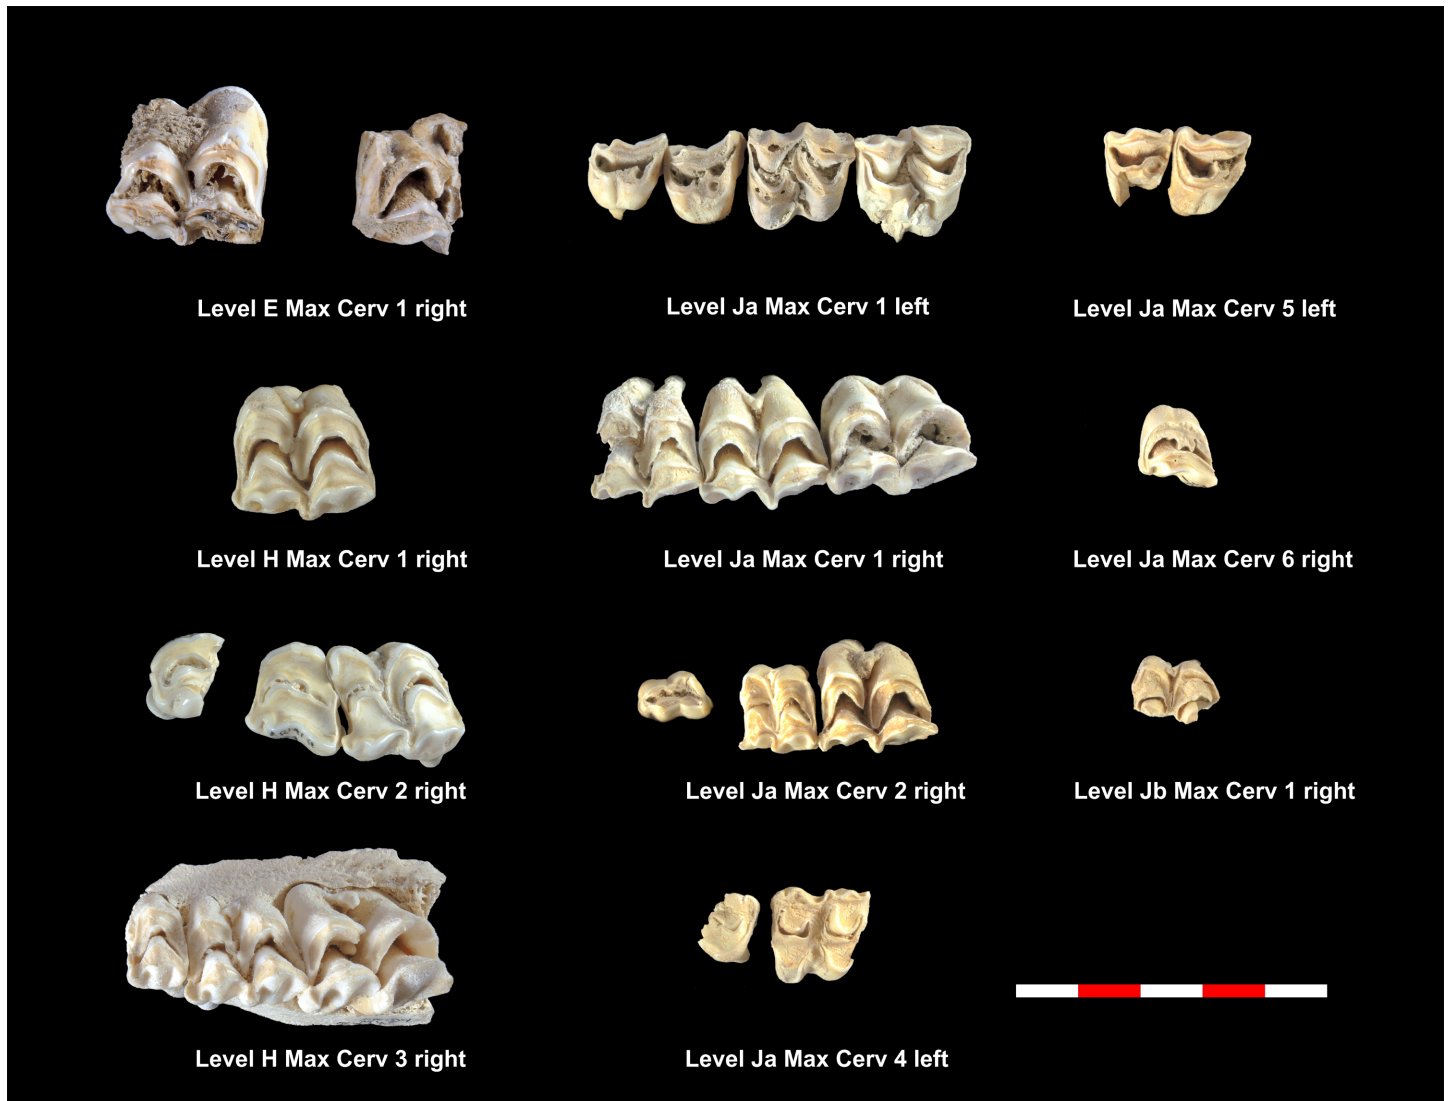 Level E Max Cerv 1 right
Level Ja Max Cerv 1 left
Level Ja Max Cerv 5 left
Level H Max Cerv 1 right
Level Ja Max Cerv 1 right
Level Ja Max Cerv 6 right
Level H Max Cerv 2 right
Level Ja Max Cerv 2 right
Level Jb Max Cerv 1 right
Level H Max Cerv 3 right
Level Ja Max Cerv 4 left